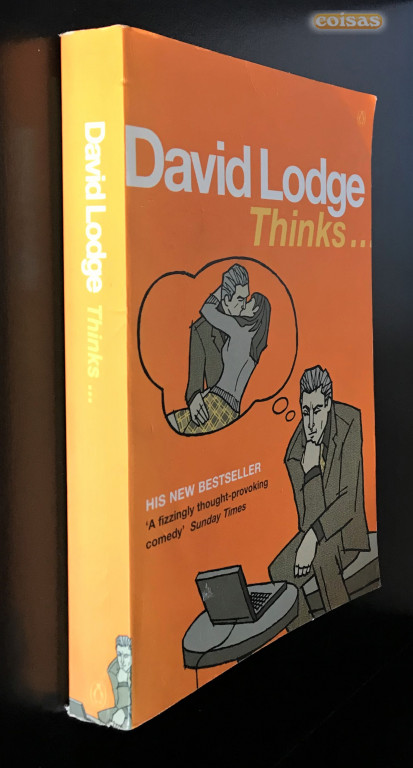 coisas
David Lodge
Thinks...
David Lodge Thinks...
HIS NEW BESTSELLER
'A fizzingly thought-provoking
comedy' Sunday Times